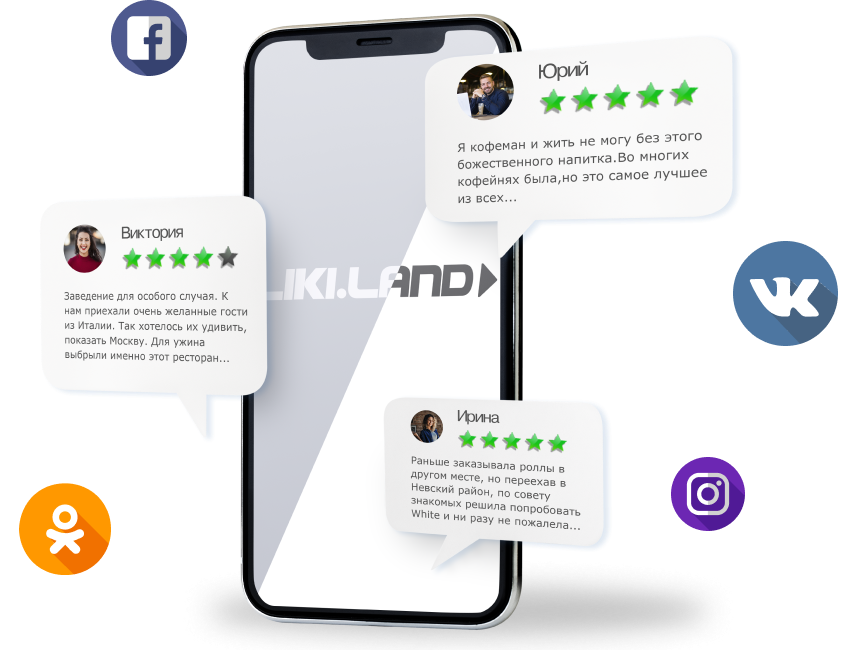 Юрий
Я кофеман и жить не могу без этого
божественного напитка.Во многих
кофейнях была,но это самое лучшее
из всех...
Виктория
Заведение для особого случая. К
нам приехали очень желанные гости
из Италии. Так хотелось их удивить,
показать Москву. Для ужина
выбрыли именно этот ресторан...
LIKI.LAND
Ирина
Раньше заказывала роллы в
другом месте, но переехав в
Невский район, по совету
знакомых решила попробовать
White и ни разу не пожалела...